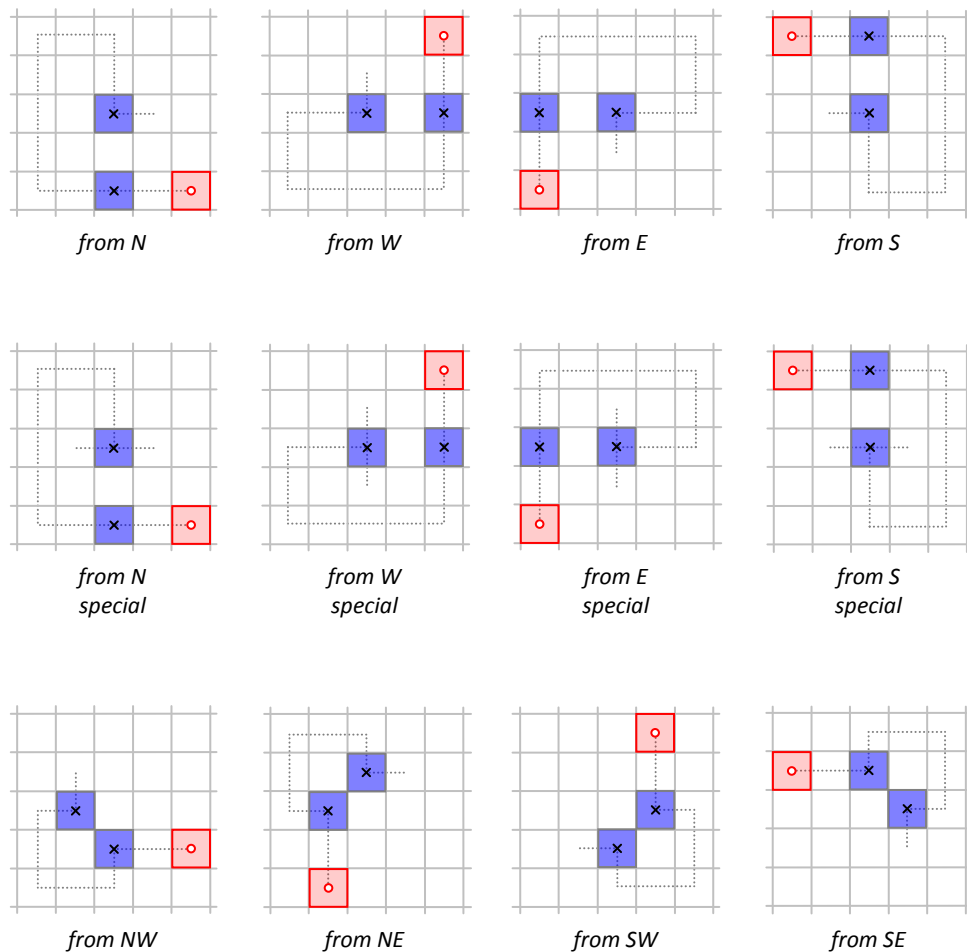 from N
from W
from E
from S
from N
special
from W
special
from E
special
from S
special
from NW
from NE
from SW
from SE